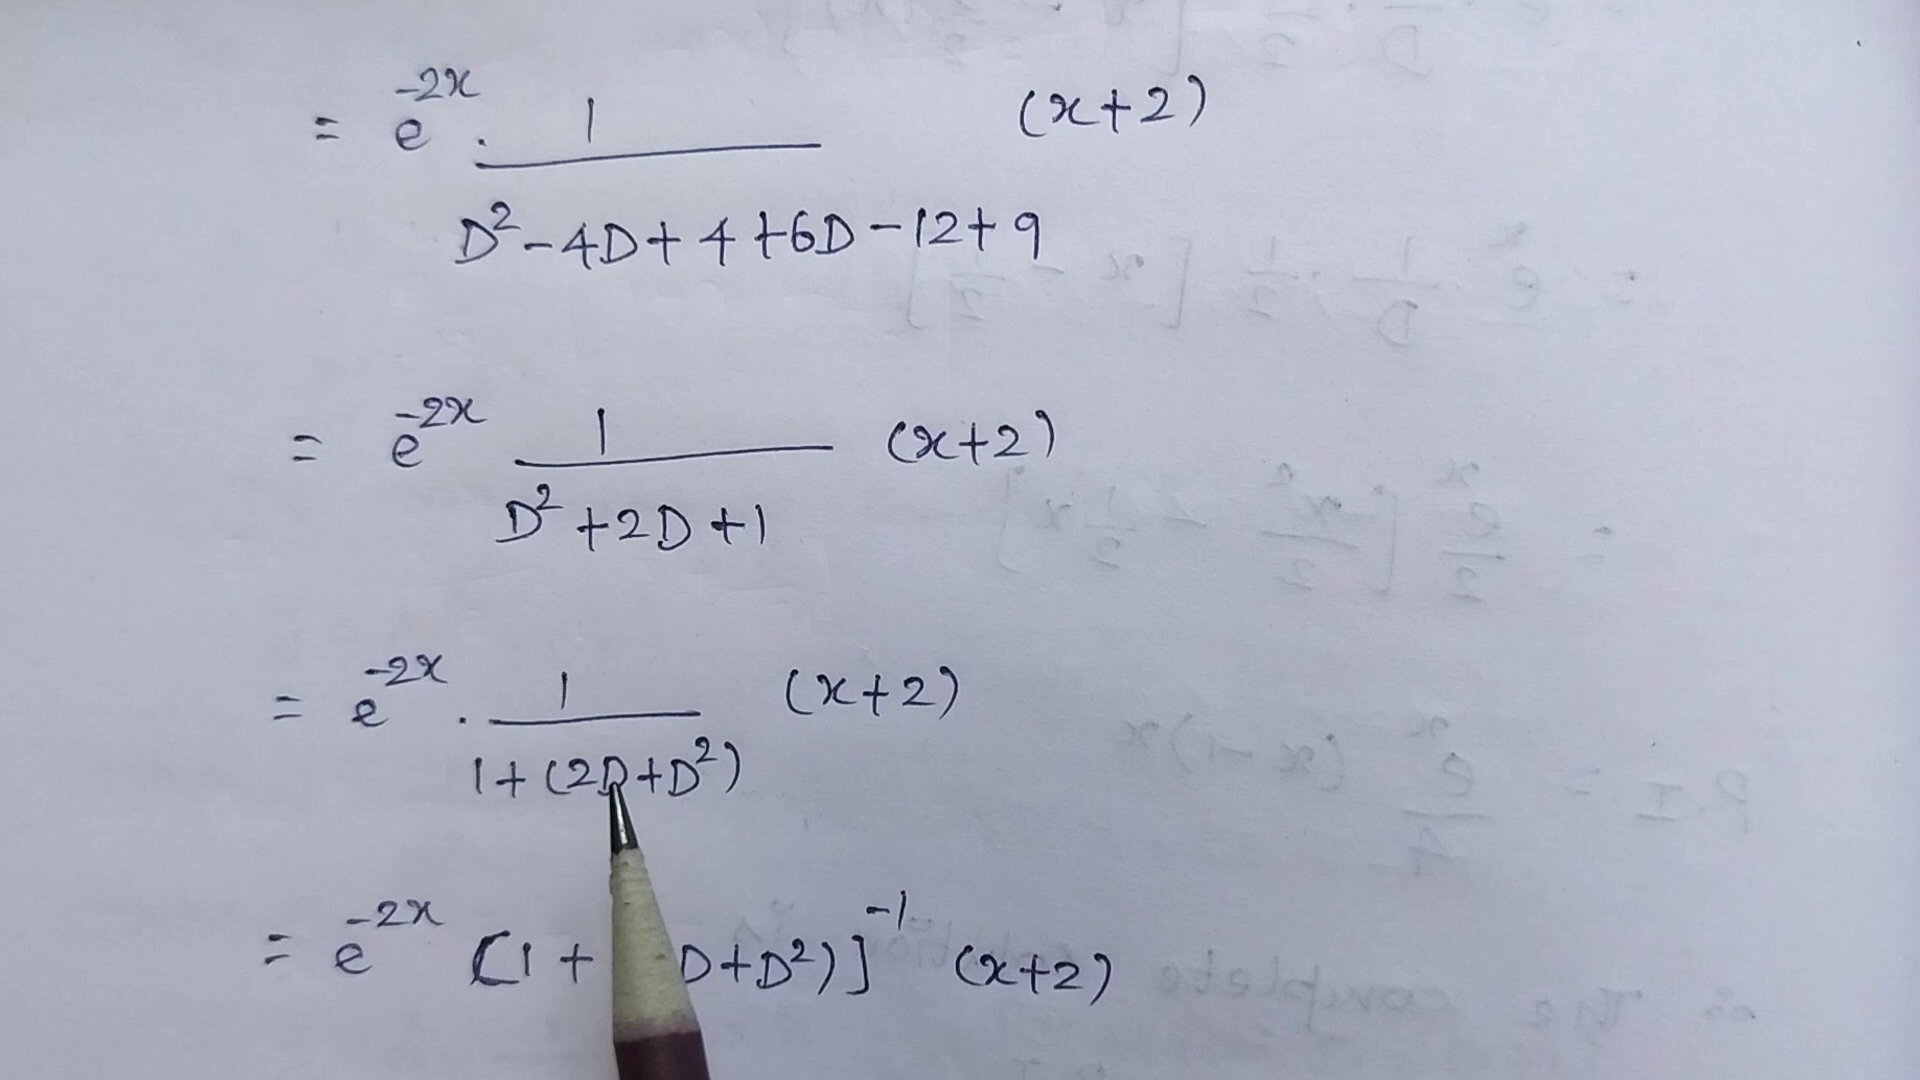 = e^{-2x} . 1/(D² - 4D + 4 + 6D - 12 + 9) (x+2)
= e^{-2x} 1/(D² + 2D + 1) (x+2)
= e^{-2x} . 1/(1 + (2D + D²)) (x+2)
= e^{-2x} [1 + D + D²)]^{-1} (x+2)